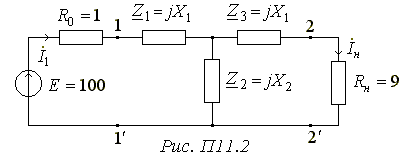 R₀ = 1
1
Z₁ = jX₁
Z₃ = jX₁
2
İ₁
İн
E = 100
Z₂ = jX₂
Rн = 9
1′
2′
Рис. П11.2